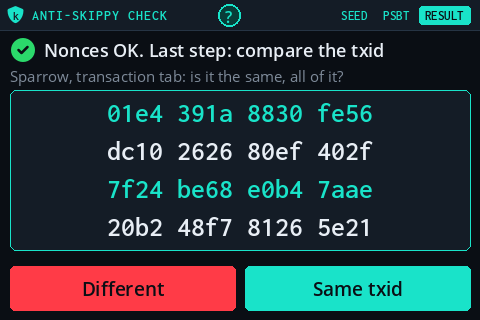 k ANTI-SKIPPY CHECK ? SEED PSBT RESULT
Nonces OK. Last step: compare the txid
Sparrow, transaction tab: is it the same, all of it?
01e4 391a 8830 fe56
dc10 2626 80ef 402f
7f24 be68 e0b4 7aae
20b2 48f7 8126 5e21
Different Same txid